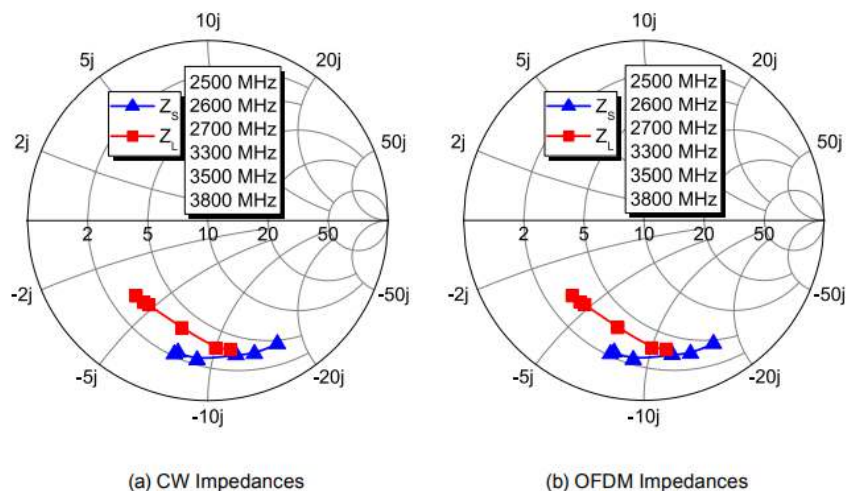 10j
5j
20j
2500 MHz
2600 MHz
2700 MHz
3300 MHz
3500 MHz
3800 MHz
Z_S
Z_L
2j
50j
2
5
10
20
50
-2j
-50j
-5j
-20j
-10j
(a) CW Impedances
10j
5j
20j
2500 MHz
2600 MHz
2700 MHz
3300 MHz
3500 MHz
3800 MHz
Z_S
Z_L
2j
50j
2
5
10
20
50
-2j
-50j
-5j
-20j
-10j
(b) OFDM Impedances